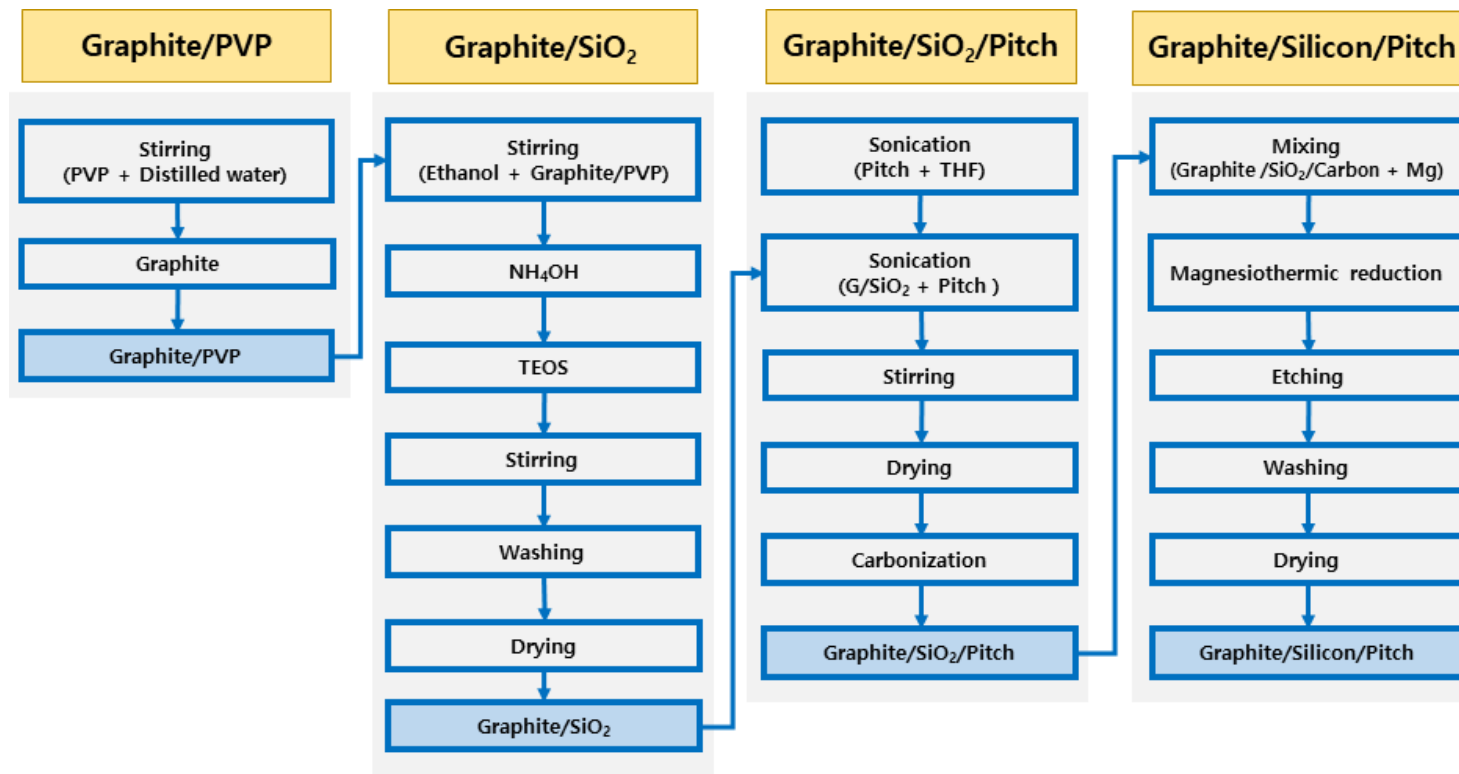 Graphite/PVP
Stirring
(PVP + Distilled water)
Graphite
Graphite/PVP
Graphite/SiO₂
Stirring
(Ethanol + Graphite/PVP)
NH₄OH
TEOS
Stirring
Washing
Drying
Graphite/SiO₂
Graphite/SiO₂/Pitch
Sonication
(Pitch + THF)
Sonication
(G/SiO₂ + Pitch )
Stirring
Drying
Carbonization
Graphite/SiO₂/Pitch
Graphite/Silicon/Pitch
Mixing
(Graphite /SiO₂/Carbon + Mg)
Magnesiothermic reduction
Etching
Washing
Drying
Graphite/Silicon/Pitch